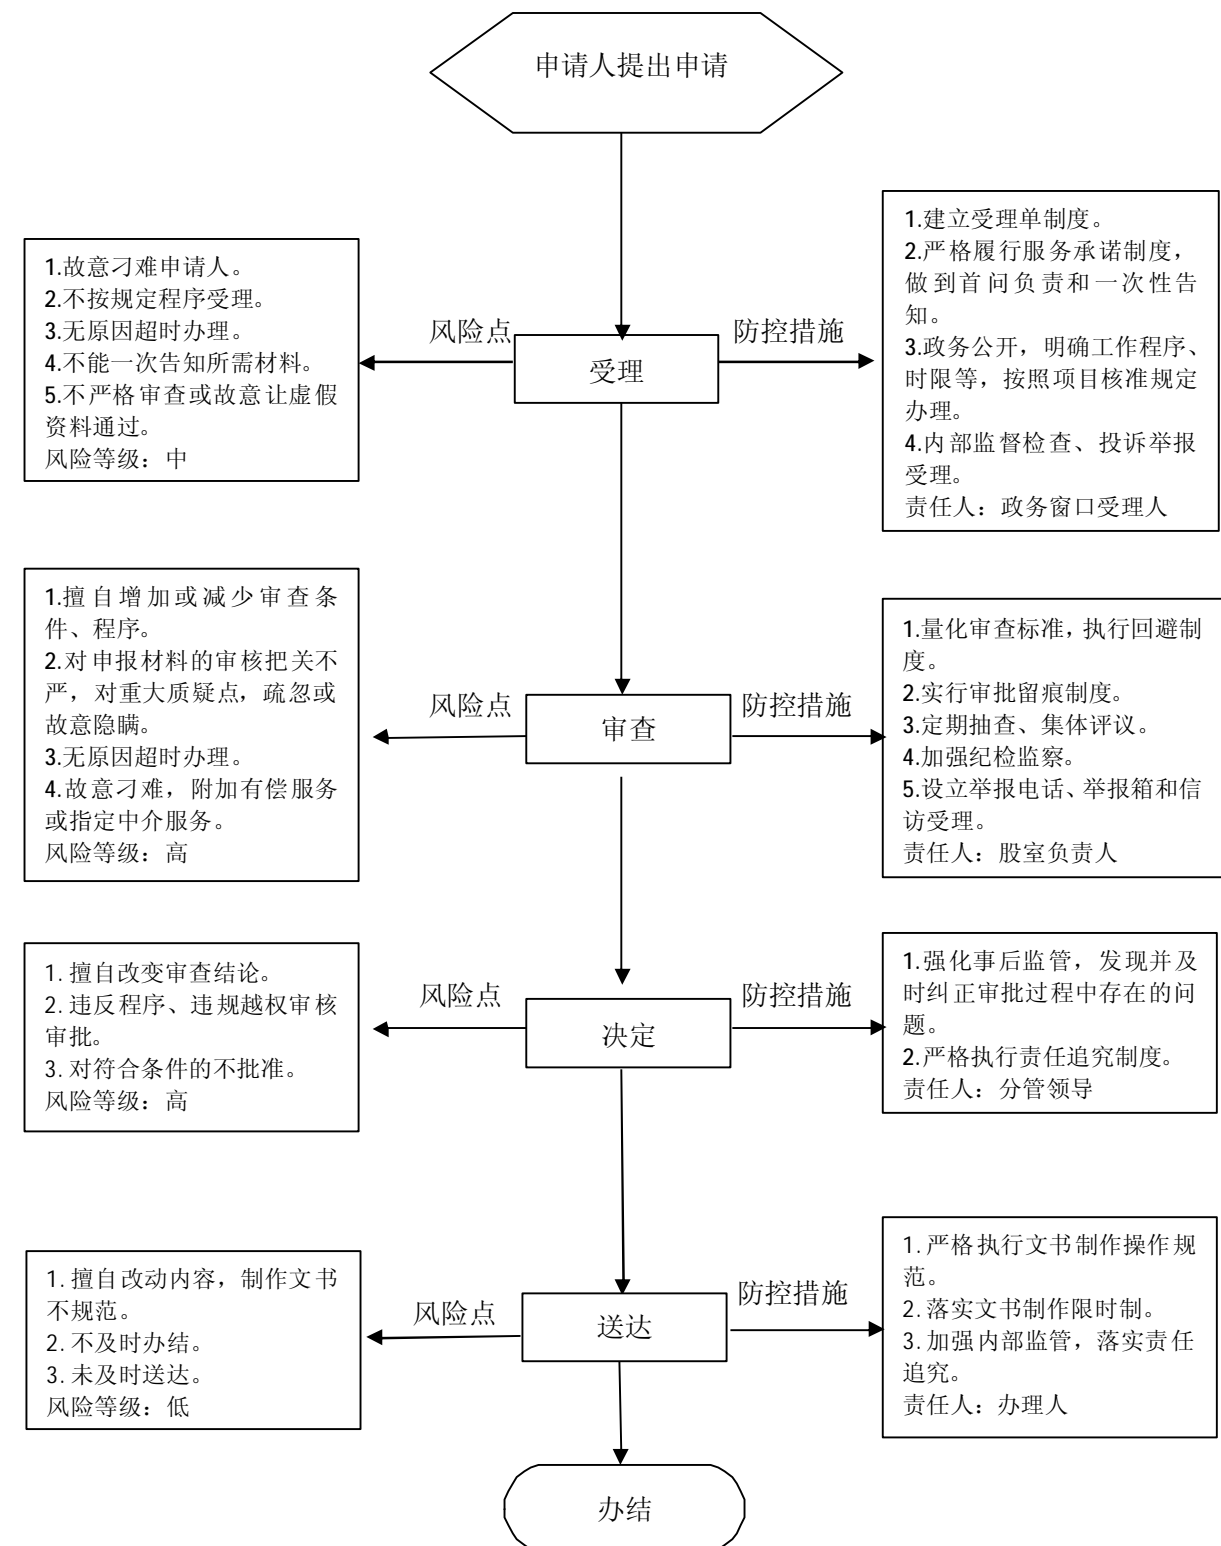 申请人提出申请
1.故意刁难申请人。
2.不按规定程序受理。
3.无原因超时办理。
4.不能一次告知所需材料。
5.不严格审查或故意让虚假
资料通过。
风险等级：中
风险点
受理
防控措施
1.建立受理单制度。
2.严格履行服务承诺制度，
做到首问负责和一次性告
知。
3.政务公开，明确工作程序、
时限等，按照项目核准规定
办理。
4.内部监督检查、投诉举报
受理。
责任人：政务窗口受理人
1.擅自增加或减少审查条
件、程序。
2.对申报材料的审核把关不
严，对重大质疑点，疏忽或
故意隐瞒。
3.无原因超时办理。
4.故意刁难，附加有偿服务
或指定中介服务。
风险等级：高
风险点
审查
防控措施
1.量化审查标准，执行回避制
度。
2.实行审批留痕制度。
3.定期抽查、集体评议。
4.加强纪检监察。
5.设立举报电话、举报箱和信
访受理。
责任人：股室负责人
1.擅自改变审查结论。
2.违反程序、违规越权审核
审批。
3.对符合条件的不批准。
风险等级：高
风险点
决定
防控措施
1.强化事后监管，发现并及
时纠正审批过程中存在的问
题。
2.严格执行责任追究制度。
责任人：分管领导
1.擅自改动内容，制作文书
不规范。
2.不及时办结。
3.未及时送达。
风险等级：低
风险点
送达
防控措施
1.严格执行文书制作操作规
范。
2.落实文书制作限时制。
3.加强内部监管，落实责任
追究。
责任人：办理人
办结